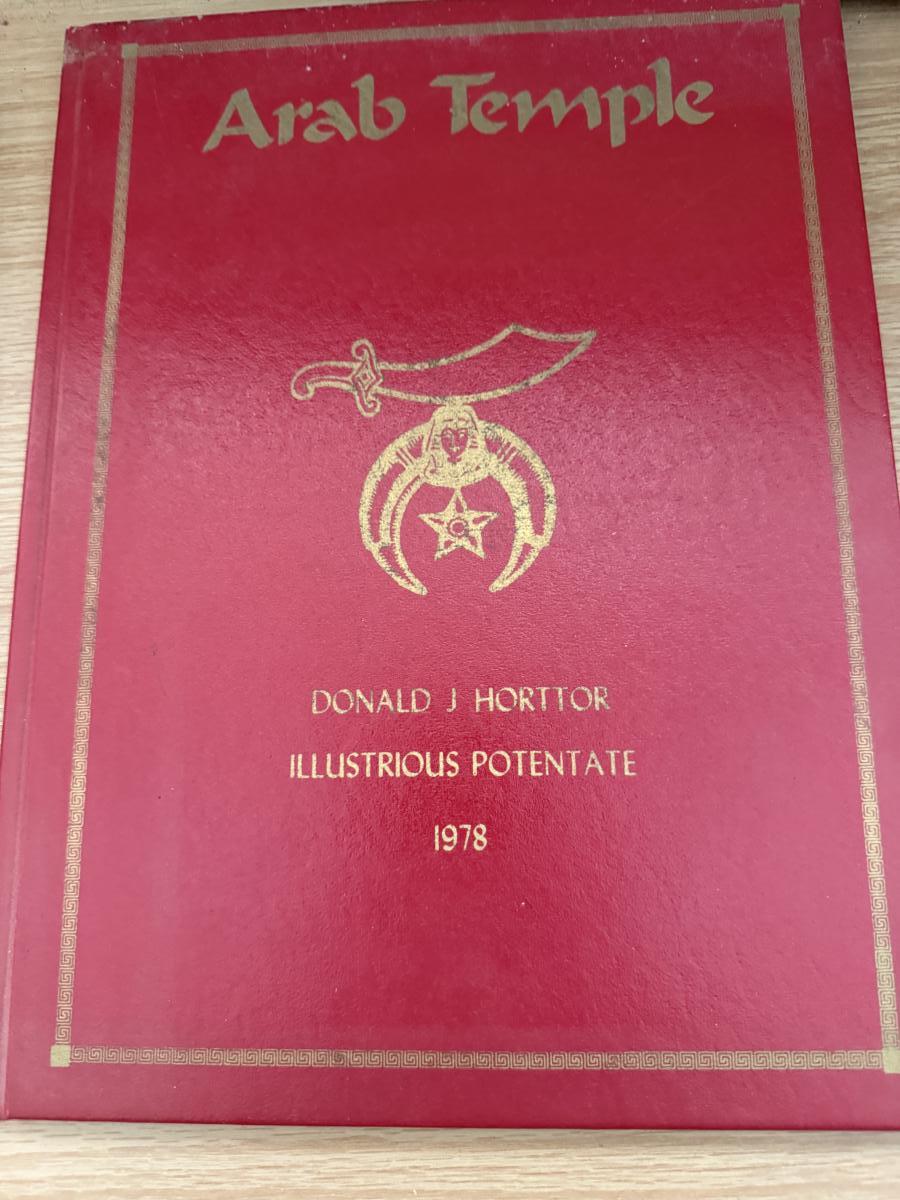 Arab Temple
DONALD J HORTTOR
ILLUSTRIOUS POTENTATE
1978